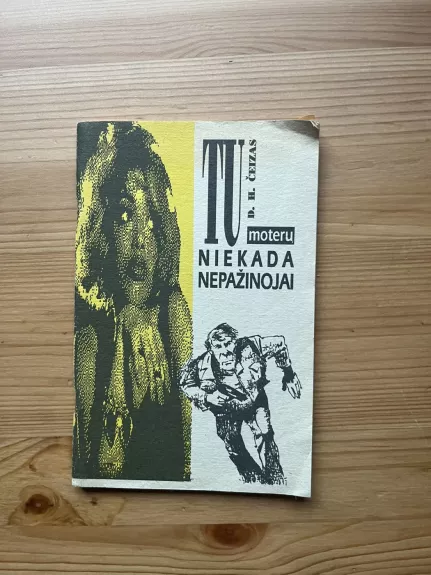 TU
D. H. ČEIZAS
moterų
NIEKADA
NEPAŽINOJAI